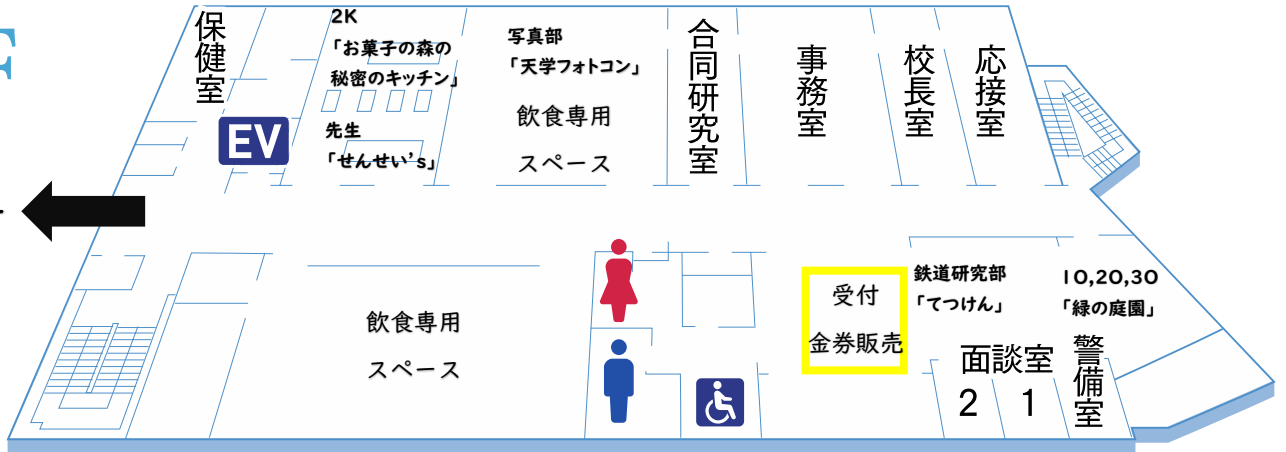 保健室
EV
2K
「お菓子の森の
秘密のキッチン」
先生
「せんせい's」
写真部
「天学フォトコン」
飲食専用
スペース
合同研究室
事務室
校長室
応接室
飲食専用
スペース
受付
金券販売
鉄道研究部
「てつけん」
10,20,30
「緑の庭園」
面談室
2
1
警備室